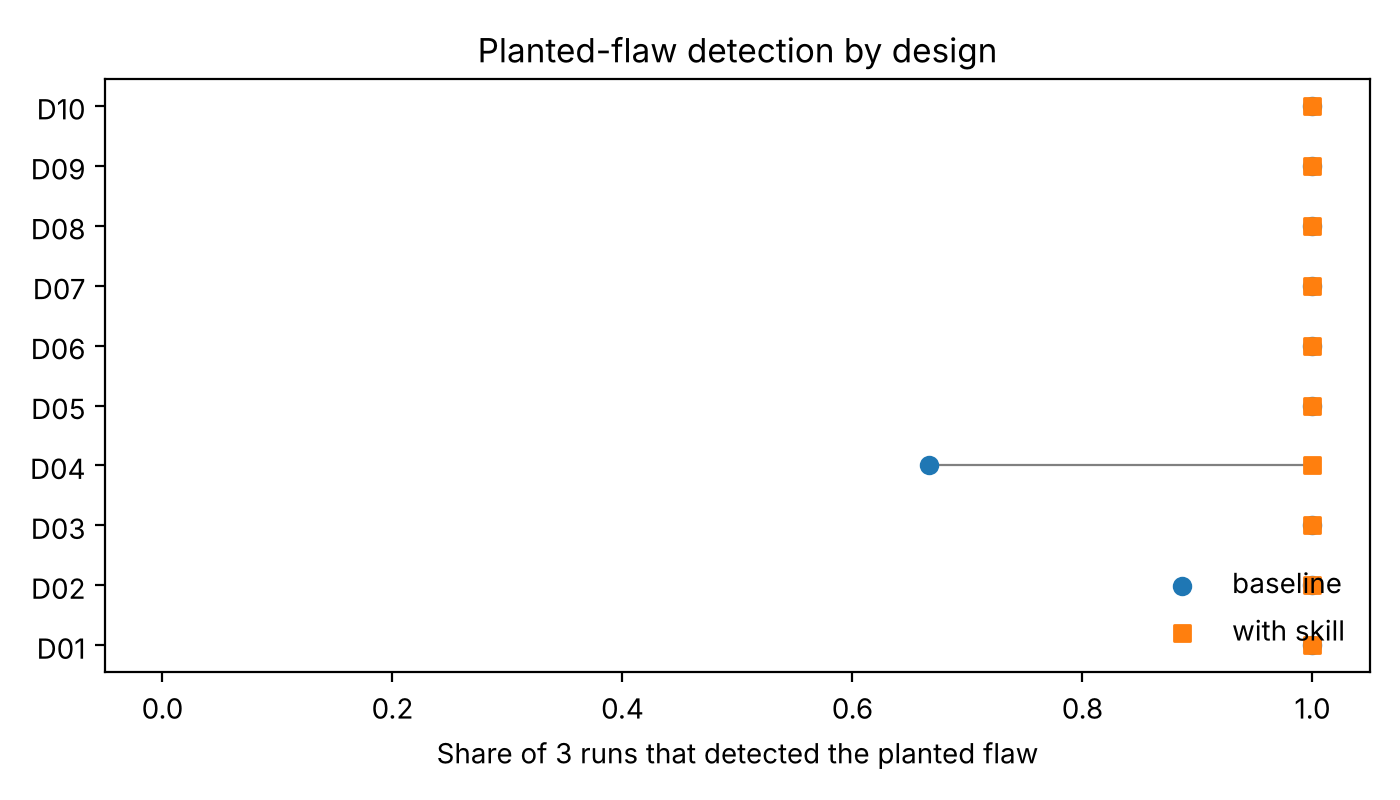 Planted-flaw detection by design
D10
D09
D08
D07
D06
D05
D04
D03
D02
D01
baseline
with skill
0.0 0.2 0.4 0.6 0.8 1.0
Share of 3 runs that detected the planted flaw